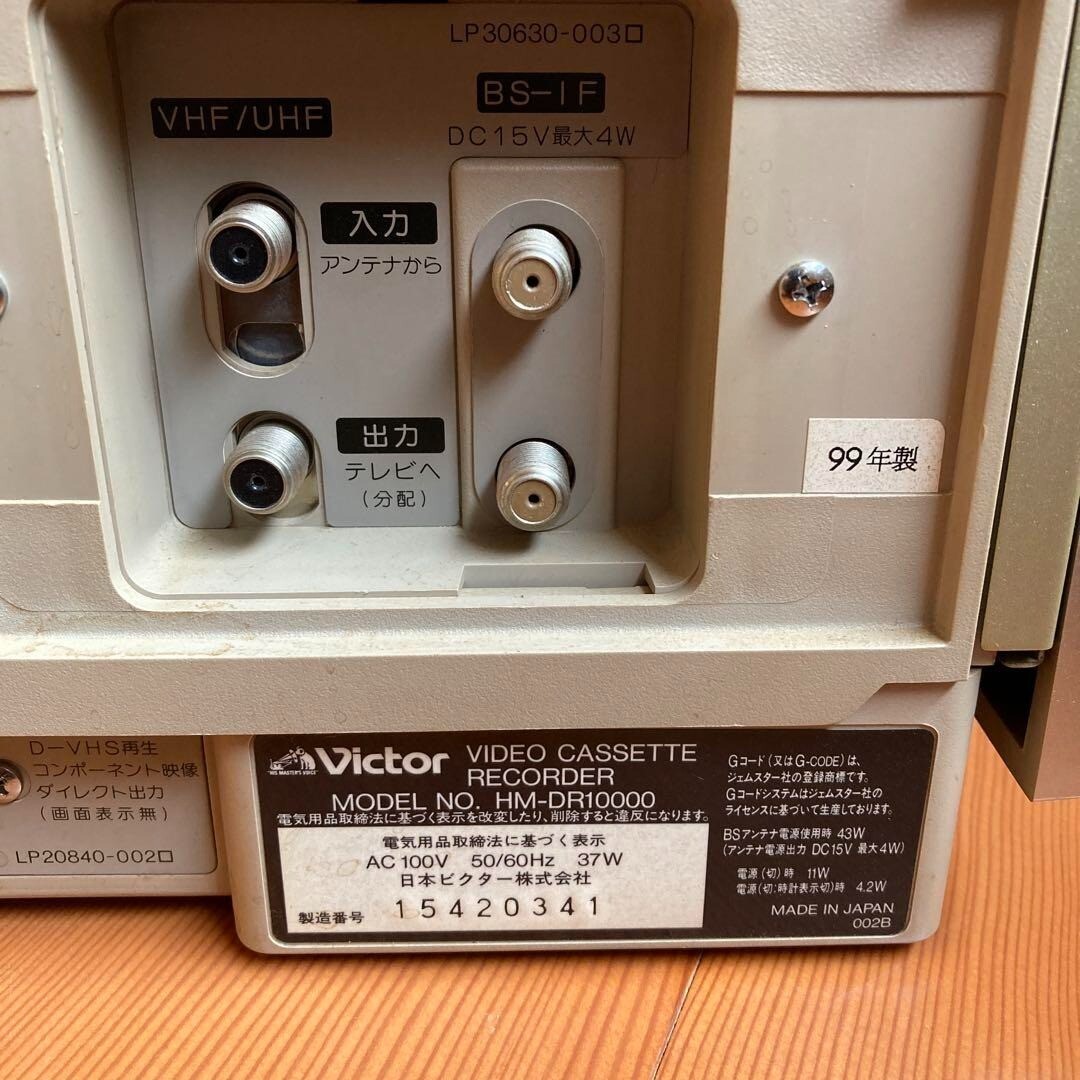 LP30630-003□
VHF/UHF
BS-IF
DC15V最大4W
入力
アンテナから
出力
テレビへ
(分配)
99年製
D-VHS再生
コンポーネント映像
ダイレクト出力
(画面表示無)
LP20840-002□
"HIS MASTER'S VOICE"
Victor VIDEO CASSETTE
RECORDER
MODEL NO. HM-DR10000
電気用品取締法に基づく表示を改変したり、削除すると違反になります。
電気用品取締法に基づく表示
AC100V 50/60Hz 37W
日本ビクター株式会社
製造番号 15420341
Gコード(又はG-CODE)は、
ジェムスター社の登録商標です。
Gコードシステムはジェムスター社の
ライセンスに基づいて生産しております。
BSアンテナ電源使用時 43W
(アンテナ電源出力 DC15V 最大4W)
電源(切)時 11W
電源(切:時計表示切)時 4.2W
MADE IN JAPAN
002B